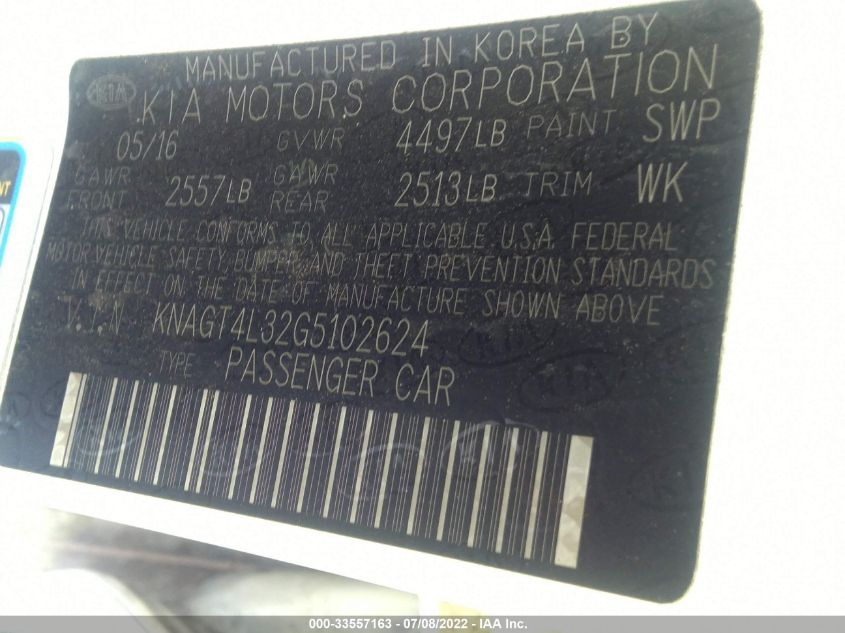 MANUFACTURED IN KOREA BY
KIA KIA MOTORS CORPORATION
05/16 GVWR 4497LB PAINT SWP
GAWR FRONT 2557LB GAWR REAR 2513LB TRIM WK
THIS VEHICLE CONFORMS TO ALL APPLICABLE U.S.A. FEDERAL
MOTOR VEHICLE SAFETY, BUMPER, AND THEFT PREVENTION STANDARDS
IN EFFECT ON THE DATE OF MANUFACTURE SHOWN ABOVE
V.I.N KNAGT4L32G5102624
TYPE PASSENGER CAR
000-33557163 - 07/08/2022 - IAA Inc.